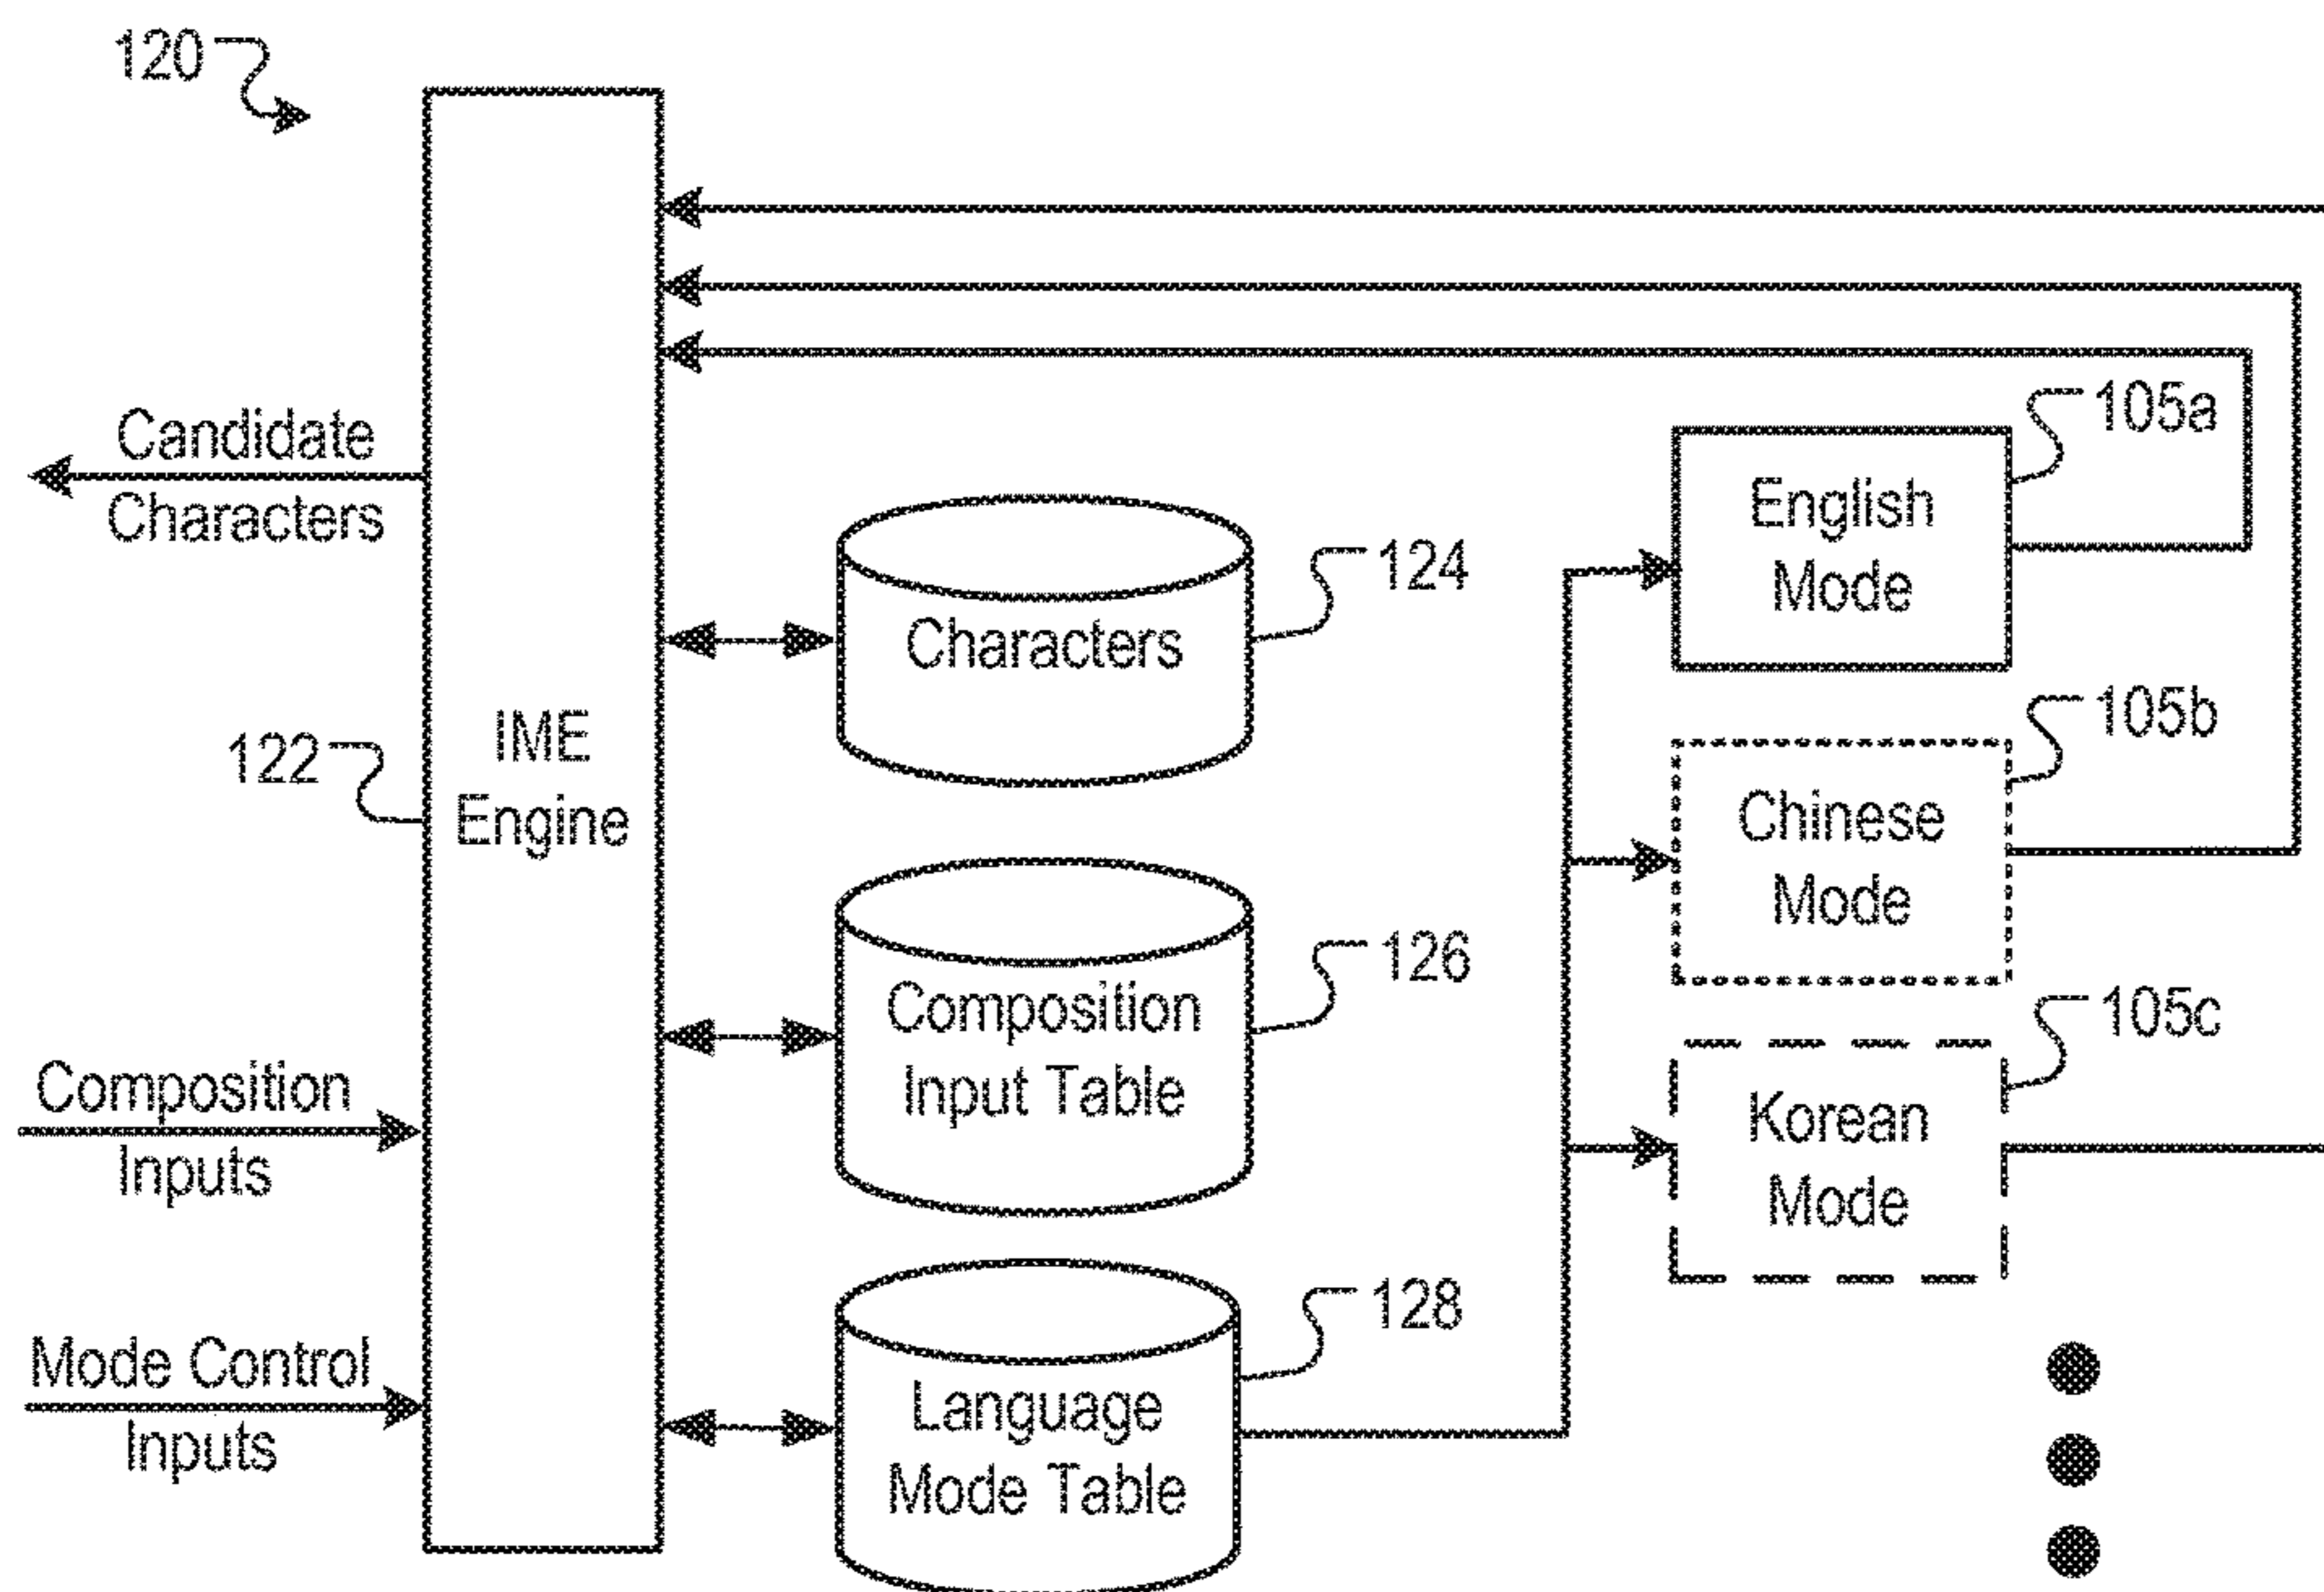 120
Candidate
Characters
105a
English
Mode
124
Characters
105b
122
IME
Engine
Chinese
Mode
126
Composition
Input Table
105c
Composition
Inputs
Korean
Mode
128
Mode Control
Inputs
Language
Mode Table